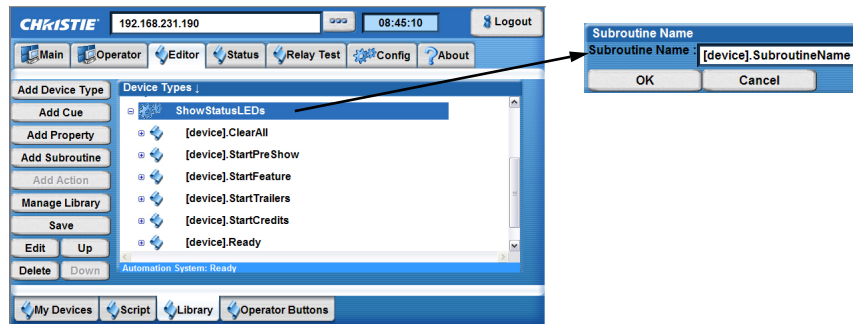 CHRISTIE 192.168.231.190 08:45:10 Logout
Main Operator Editor Status Relay Test Config About
Add Device Type
Add Cue
Add Property
Add Subroutine
Add Action
Manage Library
Save
Edit Up
Delete Down
Device Types ↓
ShowStatusLEDs
[device].ClearAll
[device].StartPreShow
[device].StartFeature
[device].StartTrailers
[device].StartCredits
[device].Ready
Automation System: Ready
My Devices Script Library Operator Buttons
Subroutine Name
Subroutine Name : [device].SubroutineName
OK Cancel